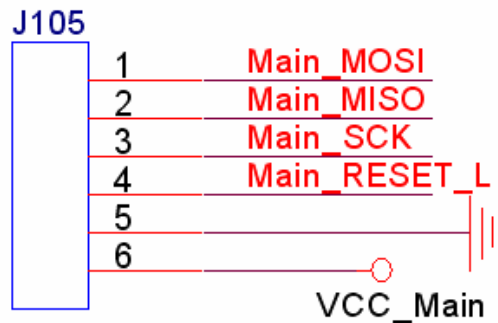 J105
1 Main_MOSI
2 Main_MISO
3 Main_SCK
4 Main_RESET_L
5
6
VCC_Main